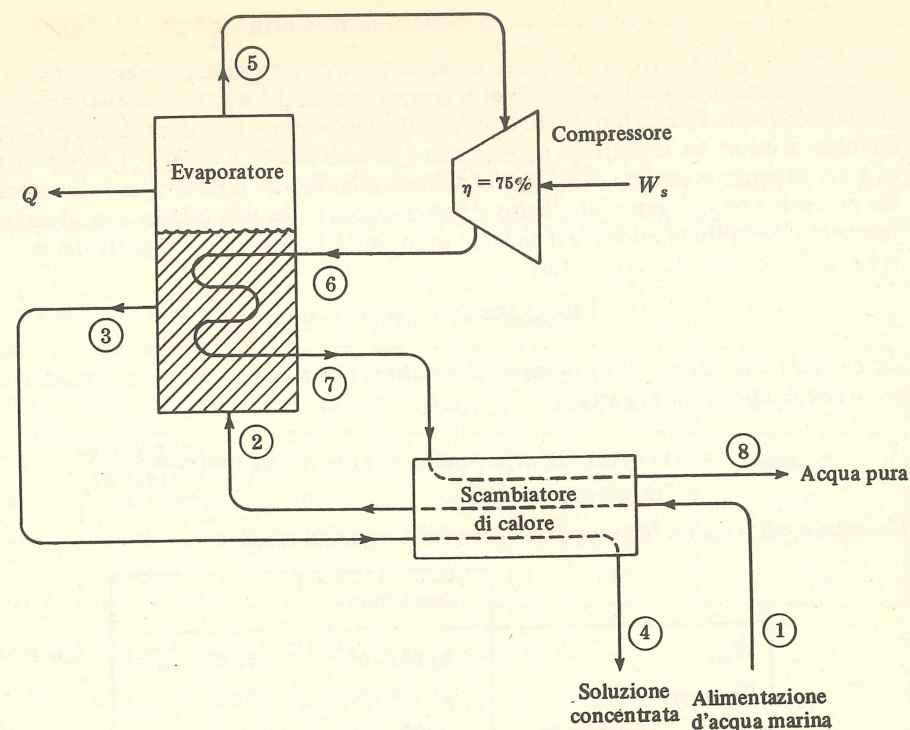 5
Compressore
Evaporatore
Q
η = 75%
W_s
6
3
7
2
8
Acqua pura
Scambiatore
di calore
4
1
Soluzione
concentrata
Alimentazione
d'acqua marina